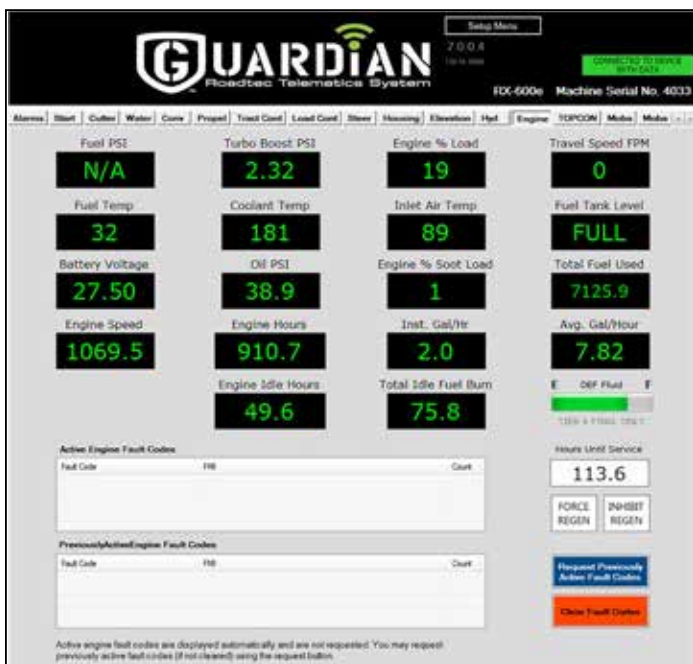 Setup Menu
GUARDIAN
7.0.0.4
Roadtec Telematics System
CONNECTED TO DEVICE
WITH DATA
RX-600e Machine Serial No. 4033
Alarms Start Cutter Water Conv Propel Tract Cont Load Cont Steer Housing Elevation Hyd Engine TOPCON Moba Moba
Fuel PSI Turbo Boost PSI Engine % Load Travel Speed FPM
N/A 2.32 19 0
Fuel Temp Coolant Temp Inlet Air Temp Fuel Tank Level
32 181 89 FULL
Battery Voltage Oil PSI Engine % Soot Load Total Fuel Used
27.50 38.9 1 7125.9
Engine Speed Engine Hours Inst. Gal/Hr Avg. Gal/Hour
1069.5 910.7 2.0 7.82
Engine Idle Hours Total Idle Fuel Burn E DEF Fluid F
49.6 75.8
TIER 4 FINAL ONLY
Active Engine Fault Codes Hours Until Service
Fault Code FMI Count
113.6
FORCE REGEN INHIBIT REGEN
PreviouslyActiveEngine Fault Codes
Fault Code FMI Count
Request Previously
Active Fault Codes
Clear Fault Codes
Active engine fault codes are displayed automatically and are not requested. You may request
previously active fault codes (if not cleared) using the request button.